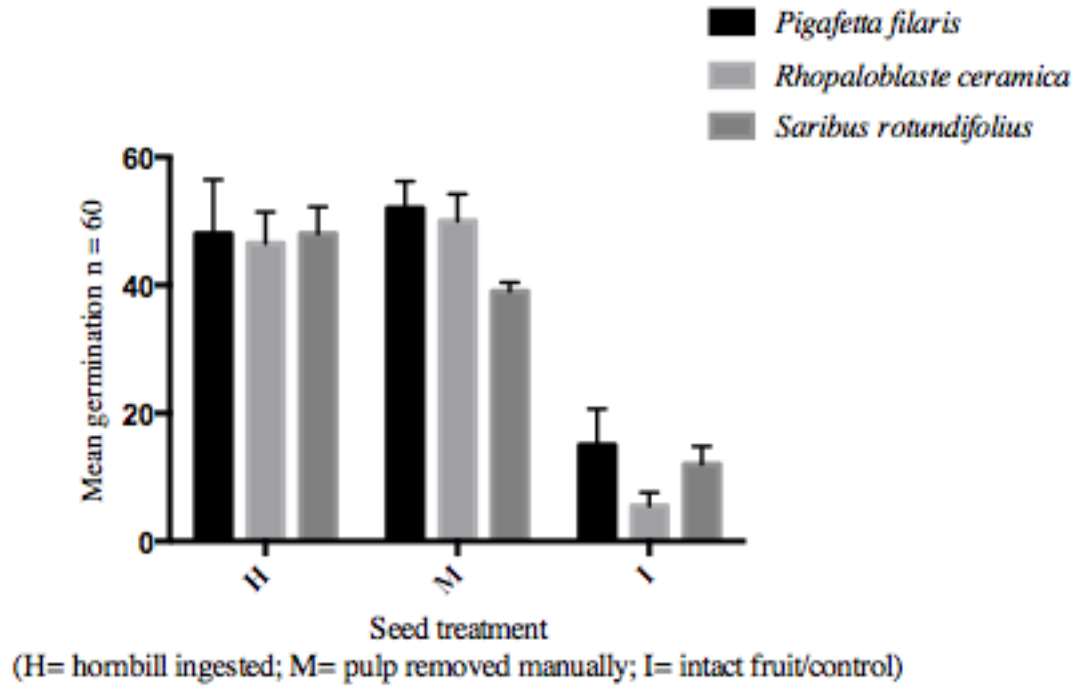 Pigafetta filaris
Rhopaloblaste ceramica
Saribus rotundifolius
60
40
20
0
Mean germination n = 60
H
M
I
Seed treatment
(H= hornbill ingested; M= pulp removed manually; I= intact fruit/control)